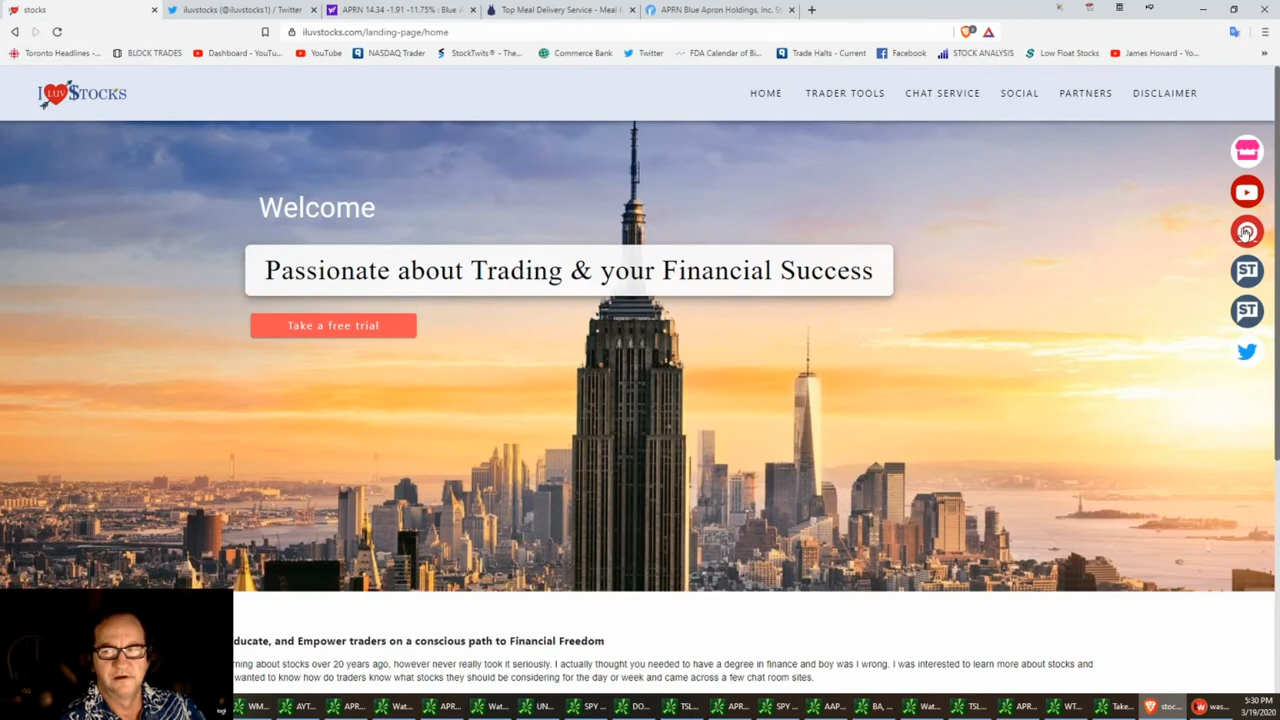 stocks
iluvstocks (@iluvstocks1) / Twitter
APRN 14.34 -1.91 -11.75% : Blue A
Top Meal Delivery Service - Meal
APRN Blue Apron Holdings, Inc. S
iluvstocks.com/landing-page/home
Toronto Headlines -...
BLOCK TRADES
Dashboard - YouTu...
YouTube
NASDAQ Trader
StockTwits® - The...
Commerce Bank
Twitter
FDA Calendar of Bi...
Trade Halts - Current
Facebook
STOCK ANALYSIS
Low Float Stocks
James Howard - Yo...
I LUV $TOCKS
HOME
TRADER TOOLS
CHAT SERVICE
SOCIAL
PARTNERS
DISCLAIMER
Welcome
Passionate about Trading & your Financial Success
Take a free trial
ST
ST
ducate, and Empower traders on a conscious path to Financial Freedom
rning about stocks over 20 years ago, however never really took it seriously. I actually thought you needed to have a degree in finance and boy was I wrong. I was interested to learn more about stocks and
wanted to know how do traders know what stocks they should be considering for the day or week and came across a few chat room sites.
WM...
AYT...
APR...
Wat...
APR...
Wat...
UN...
SPY ...
DO...
TSL...
APR...
SPY ...
AAP...
BA, ...
Wat...
TSL...
APR...
WT...
Take...
stoc...
was...
5:30 PM
3/19/2020